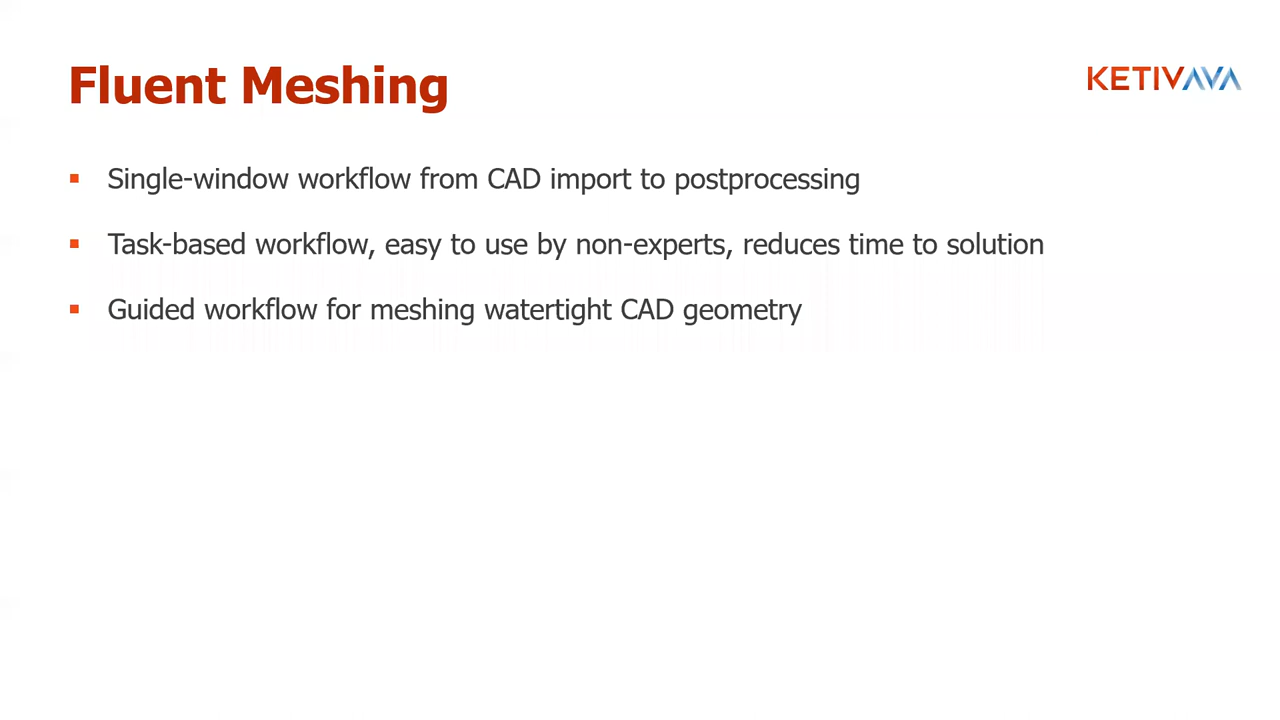 Fluent Meshing
KETIVAVA
Single-window workflow from CAD import to postprocessing
Task-based workflow, easy to use by non-experts, reduces time to solution
Guided workflow for meshing watertight CAD geometry